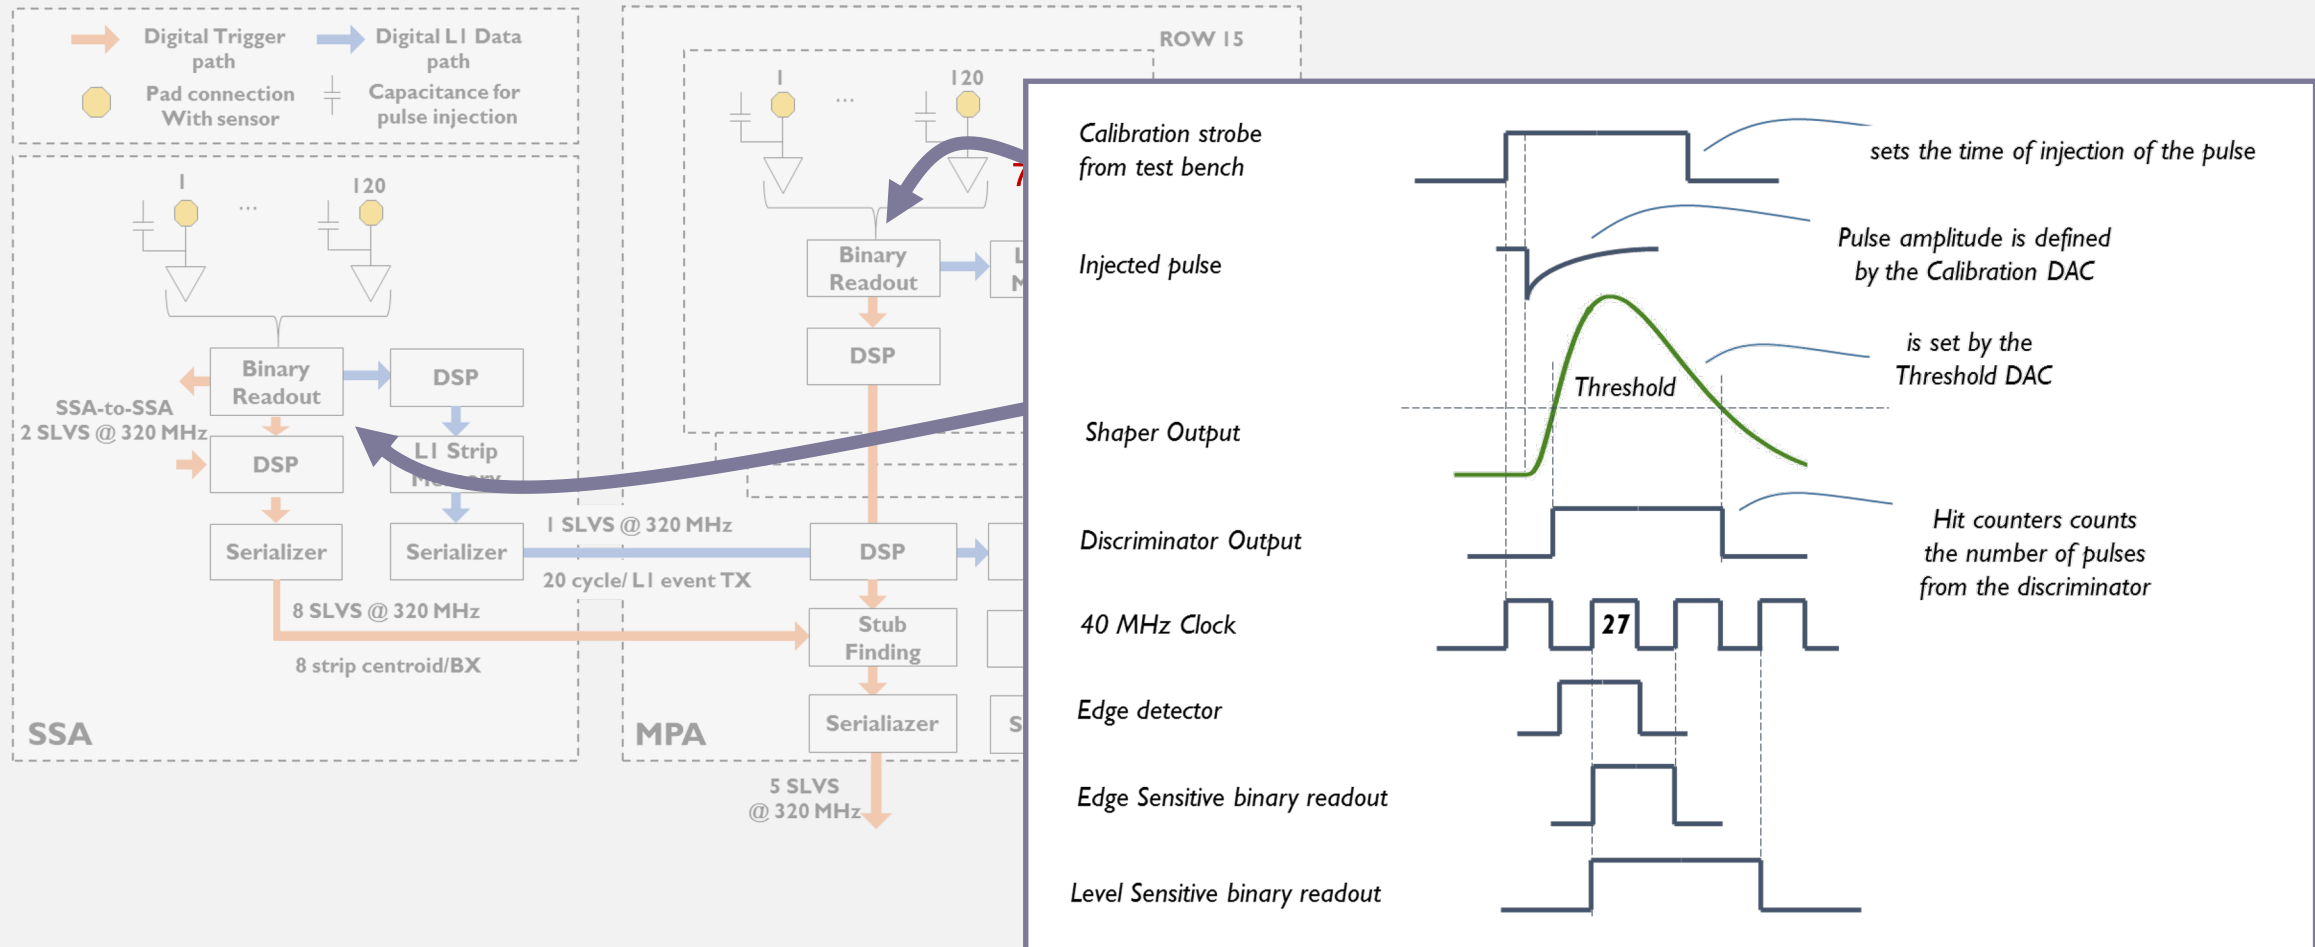 Digital Trigger
path
Digital L1 Data
path
Pad connection
With sensor
Capacitance for
pulse injection
1
...
120
Binary
Readout
DSP
SSA-to-SSA
2 SLVS @ 320 MHz
DSP
L1 Strip
Memory
Serializer
Serializer
8 SLVS @ 320 MHz
8 strip centroid/BX
SSA
1 SLVS @ 320 MHz
20 cycle/ L1 event TX
ROW 15
1
...
120
7
Binary
Readout
L
M
DSP
DSP
Stub
Finding
Serialiazer
S
MPA
5 SLVS
@ 320 MHz
Calibration strobe
from test bench
sets the time of injection of the pulse
Injected pulse
Pulse amplitude is defined
by the Calibration DAC
is set by the
Threshold DAC
Threshold
Shaper Output
Discriminator Output
Hit counters counts
the number of pulses
from the discriminator
40 MHz Clock
27
Edge detector
Edge Sensitive binary readout
Level Sensitive binary readout